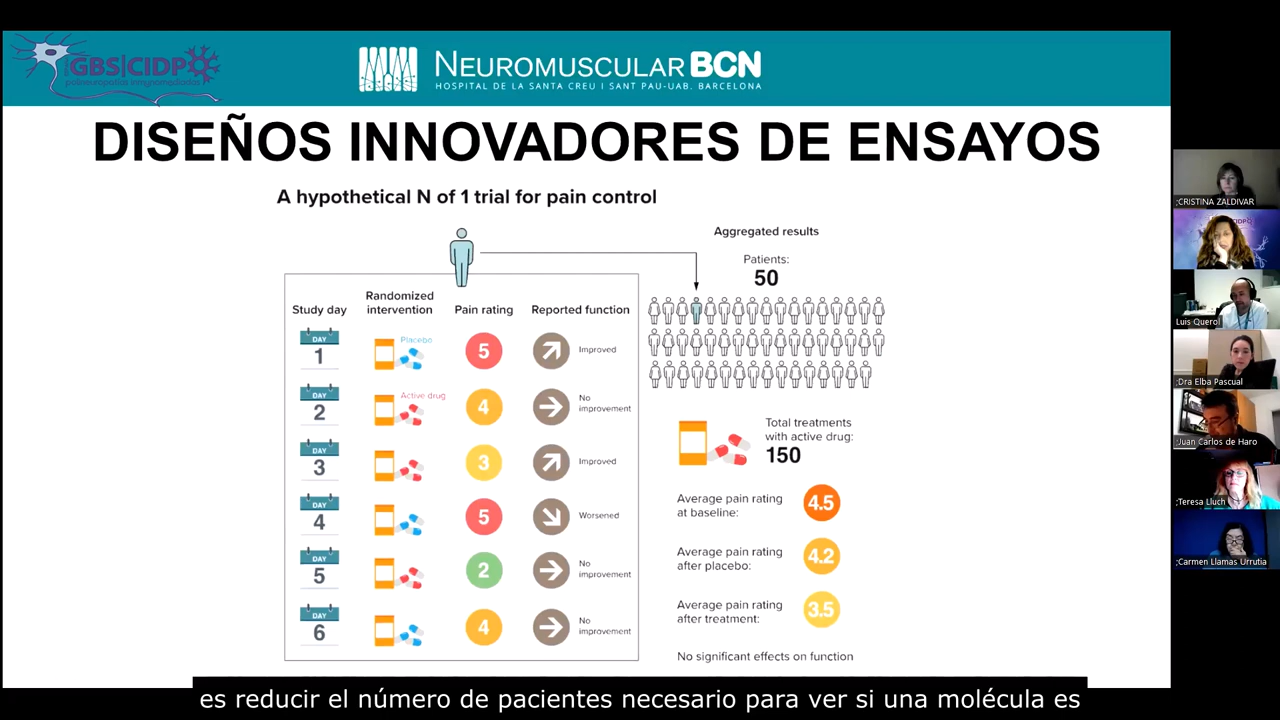 GBS|CIDP
NEUROMUSCULAR BCN
HOSPITAL DE LA SANTA CREU I SANT PAU-UAB. BARCELONA
DISEÑOS INNOVADORES DE ENSAYOS
A hypothetical N of 1 trial for pain control
Study day
Randomized intervention
Pain rating
Reported function
DAY 1
Placebo
5
Improved
DAY 2
Active drug
4
No improvement
DAY 3
3
Improved
DAY 4
5
Worsened
DAY 5
2
No improvement
DAY 6
4
No improvement
Aggregated results
Patients:
50
Total treatments
with active drug:
150
Average pain rating
at baseline:
4.5
Average pain rating
after placebo:
4.2
Average pain rating
after treatment:
3.5
No significant effects on function
;CRISTINA ZALDIVAR
Luis Querol
;Dra Elba Pascual
;Juan Carlos de Haro
;Teresa Lluch
;Carmen Llamas Urrutia
es reducir el número de pacientes necesario para ver si una molécula es